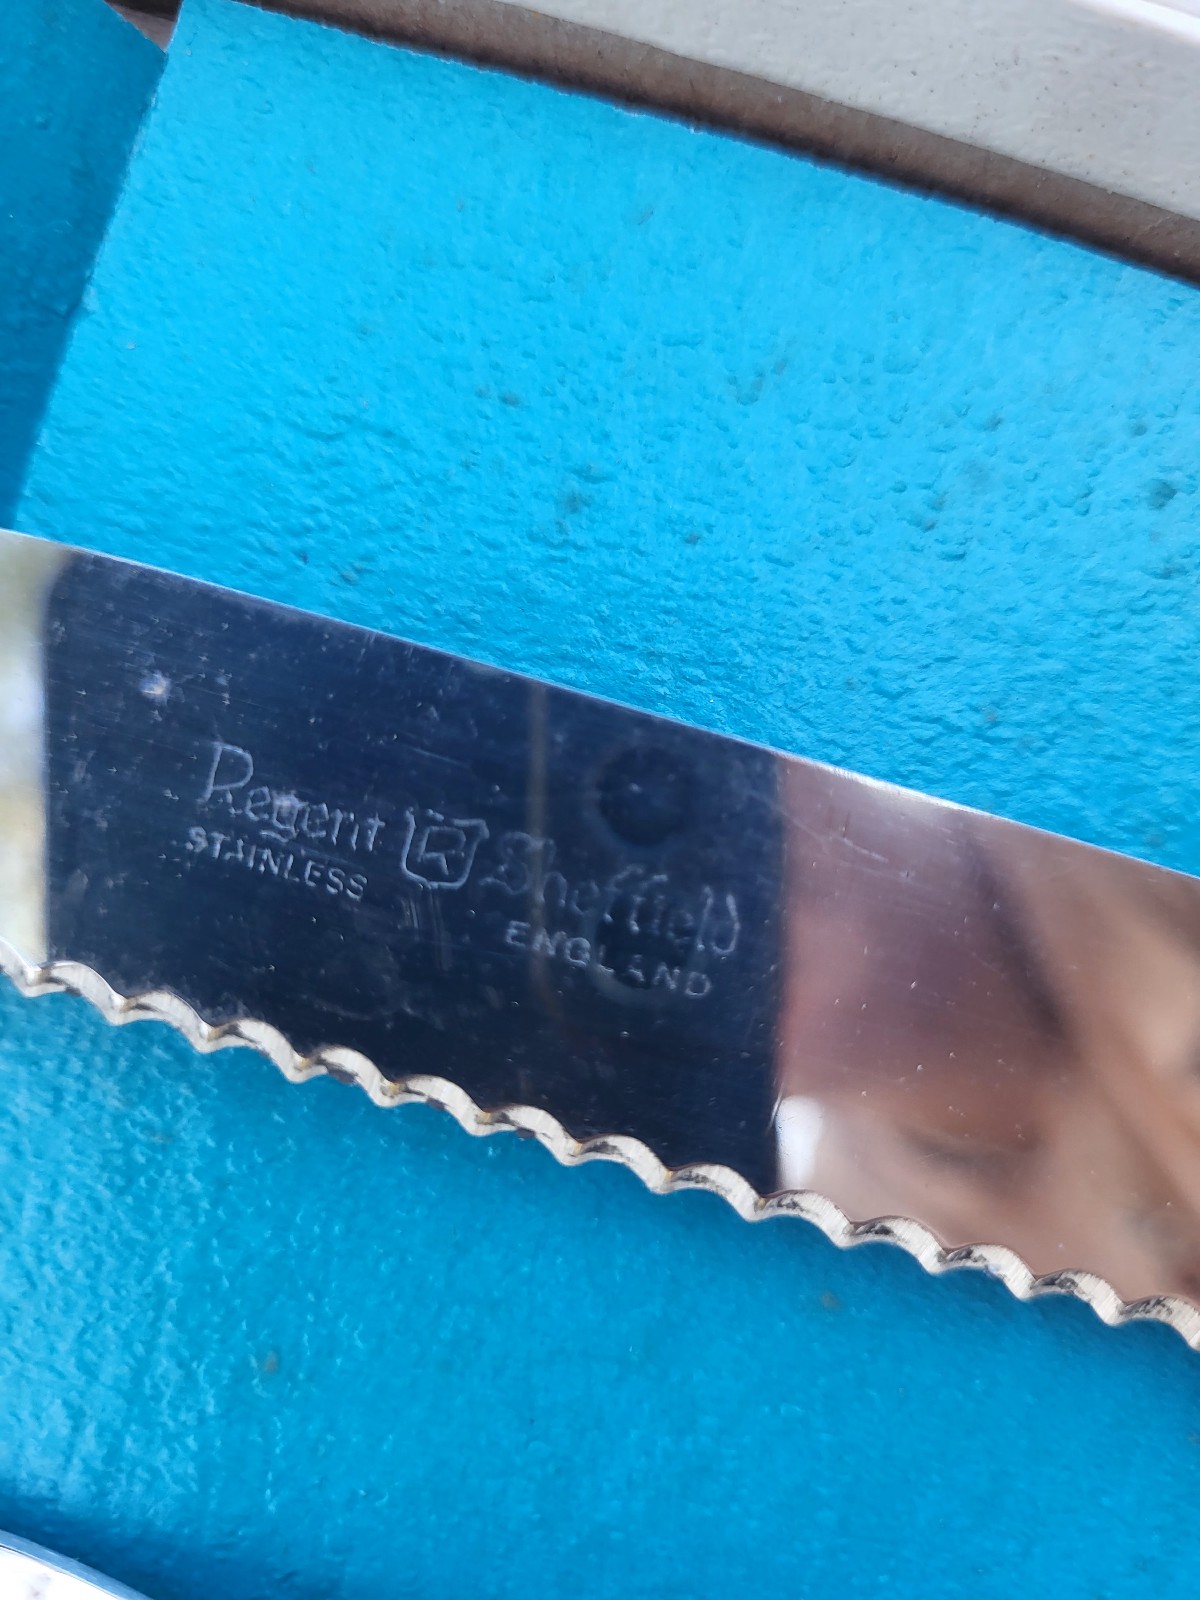 Regent R Sheffield
STAINLESS
ENGLAND